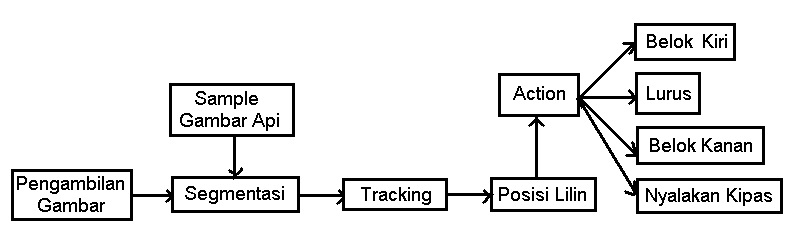 Pengambilan
Gambar
Sample
Gambar Api
Segmentasi
Tracking
Posisi Lilin
Action
Belok Kiri
Lurus
Belok Kanan
Nyalakan Kipas